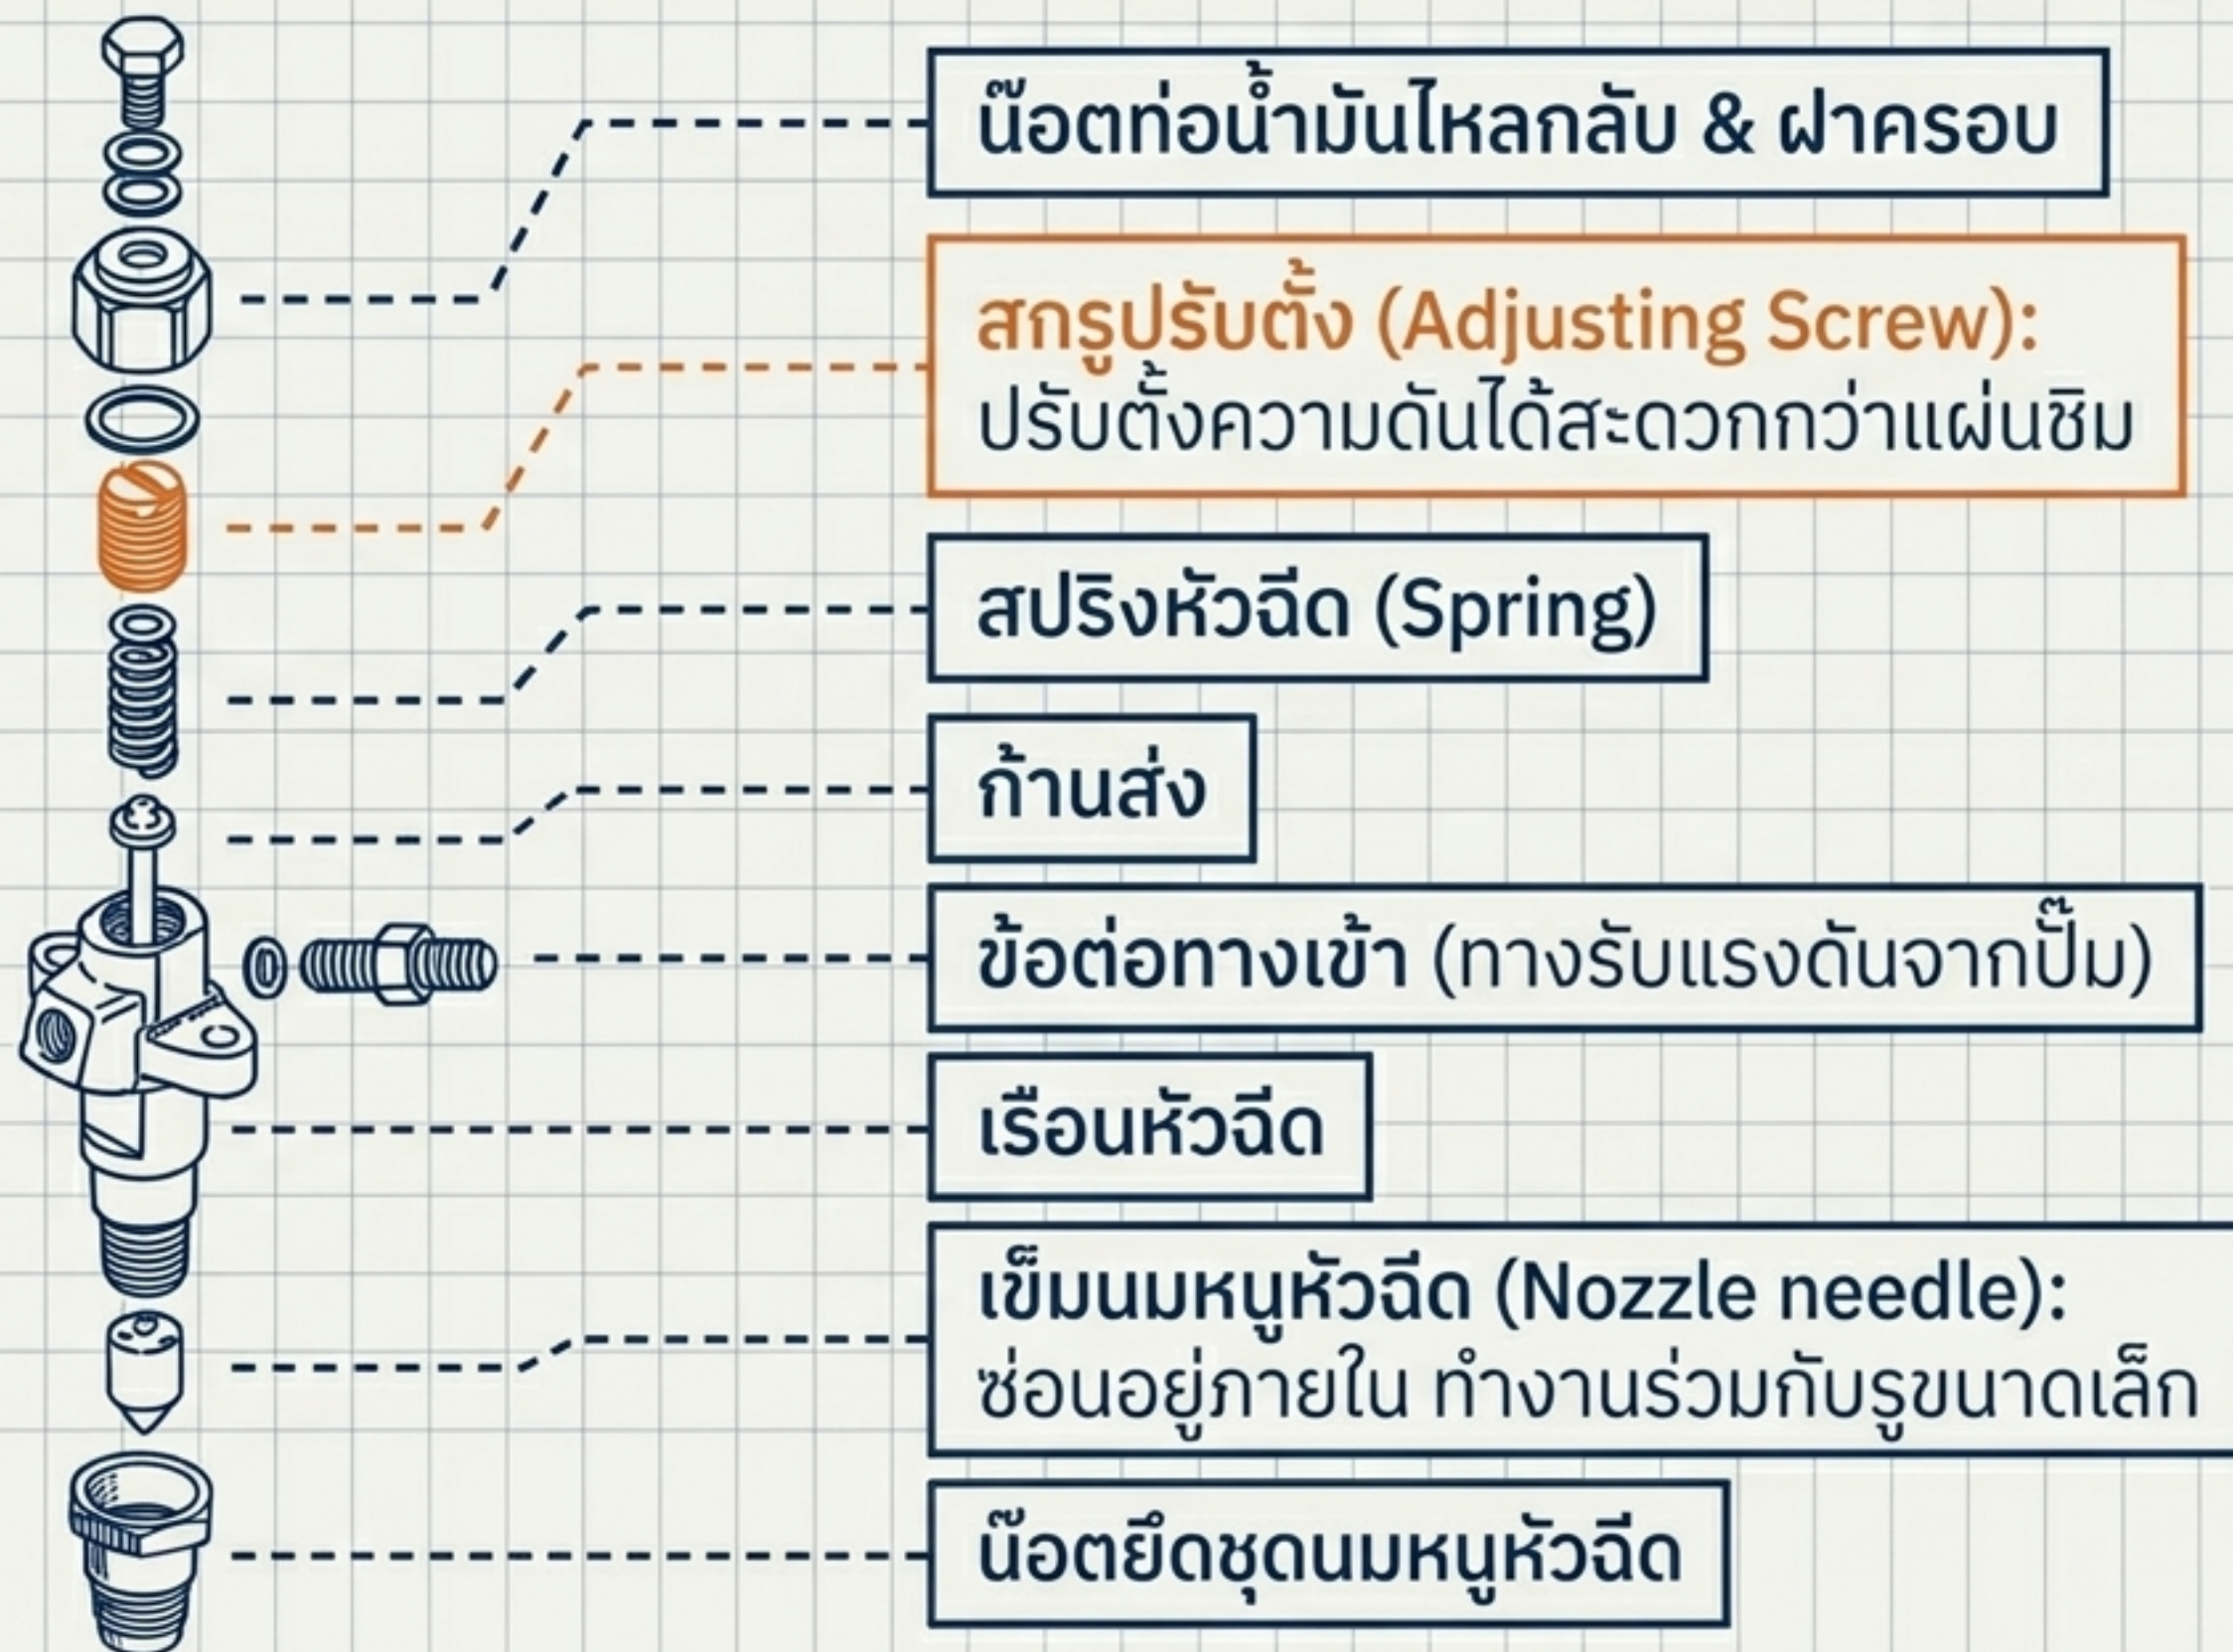 น๊อตท่อน้ำมันไหลกลับ & ฝาครอบ
สกรูปรับตั้ง (Adjusting Screw):
ปรับตั้งความดันได้สะดวกกว่าแผ่นชิม
สปริงหัวฉีด (Spring)
ก้านส่ง
ข้อต่อทางเข้า (ทางรับแรงดันจากปั๊ม)
เรือนหัวฉีด
เข็มนมหนูหัวฉีด (Nozzle needle):
ซ่อนอยู่ภายใน ทำงานร่วมกับรูขนาดเล็ก
น๊อตยึดชุดนมหนูหัวฉีด